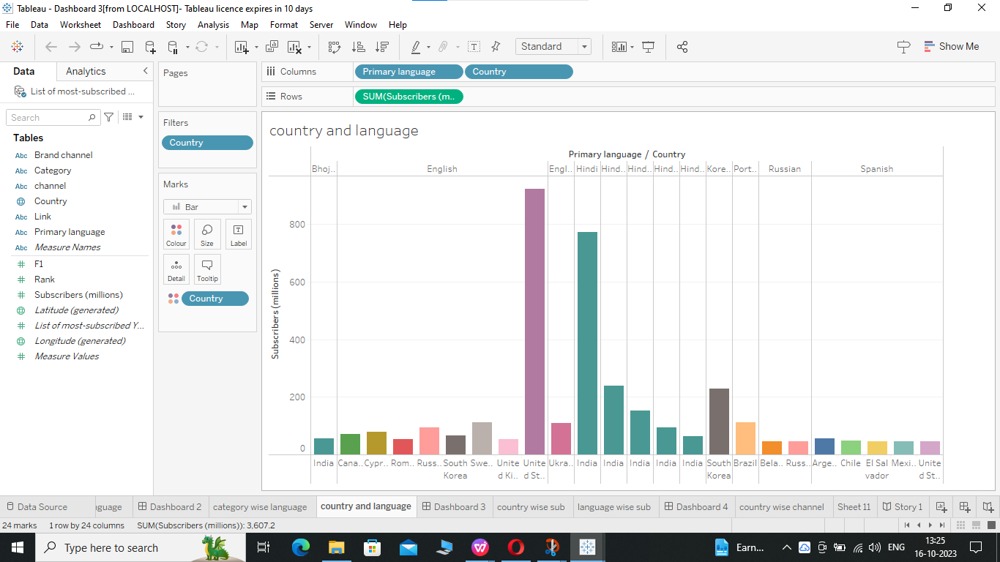 Tableau - Dashboard 3[from LOCALHOST]- Tableau licence expires in 10 days
File Data Worksheet Dashboard Story Analysis Map Format Server Window Help
Standard
Show Me
Data Analytics
List of most-subscribed ...
Search
Tables
Abc Brand channel
Abc Category
Abc channel
Country
Abc Link
Abc Primary language
Abc Measure Names
F1
Rank
Subscribers (millions)
Latitude (generated)
List of most-subscribed Y...
Longitude (generated)
Measure Values
Pages
Filters
Country
Marks
Bar
Colour Size Label
Detail Tooltip
Country
Columns Primary language Country
Rows SUM(Subscribers (m..
country and language
Primary language / Country
Bhoj.. English Engl.. Hindi Hind.. Hind.. Hind.. Hind.. Kore.. Port.. Russian Spanish
Subscribers (millions)
800
600
400
200
0
India Cana.. Cypr.. Rom.. Russ.. South Korea Swe.. Unite d Ki.. Unite d St.. Ukra.. India India India India India South Korea Brazil Bela.. Russ.. Arge.. Chile El Sal vador Mexi.. Unite d St..
Data Source nguage Dashboard 2 category wise language country and language Dashboard 3 country wise sub language wise sub Dashboard 4 country wise channel Sheet 11 Story 1
24 marks 1 row by 24 columns SUM(Subscribers (millions)): 3,607.2
Type here to search
Earn...
ENG
13:25
16-10-2023